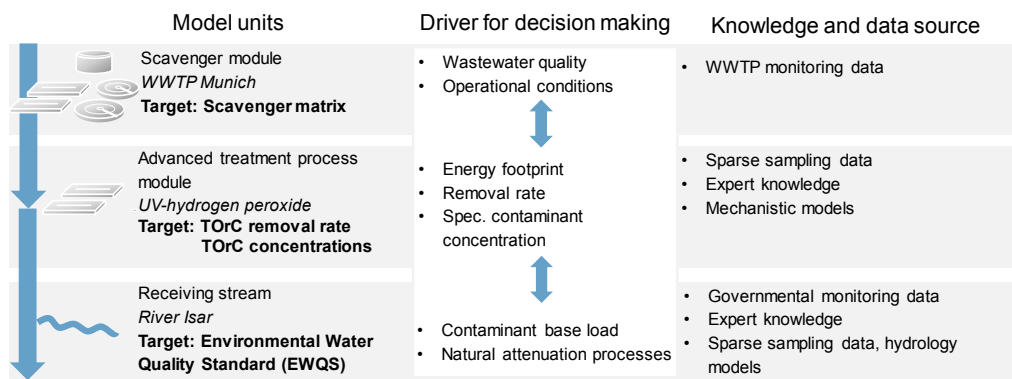 Model units
Driver for decision making
Knowledge and data source
Scavenger module
WWTP Munich
Target: Scavenger matrix
• Wastewater quality
• Operational conditions
• WWTP monitoring data
Advanced treatment process
module
UV-hydrogen peroxide
Target: TOrC removal rate
TOrC concentrations
• Energy footprint
• Removal rate
• Spec. contaminant
concentration
• Sparse sampling data
• Expert knowledge
• Mechanistic models
Receiving stream
River Isar
Target: Environmental Water
Quality Standard (EWQS)
• Contaminant base load
• Natural attenuation processes
• Governmental monitoring data
• Expert knowledge
• Sparse sampling data, hydrology
models